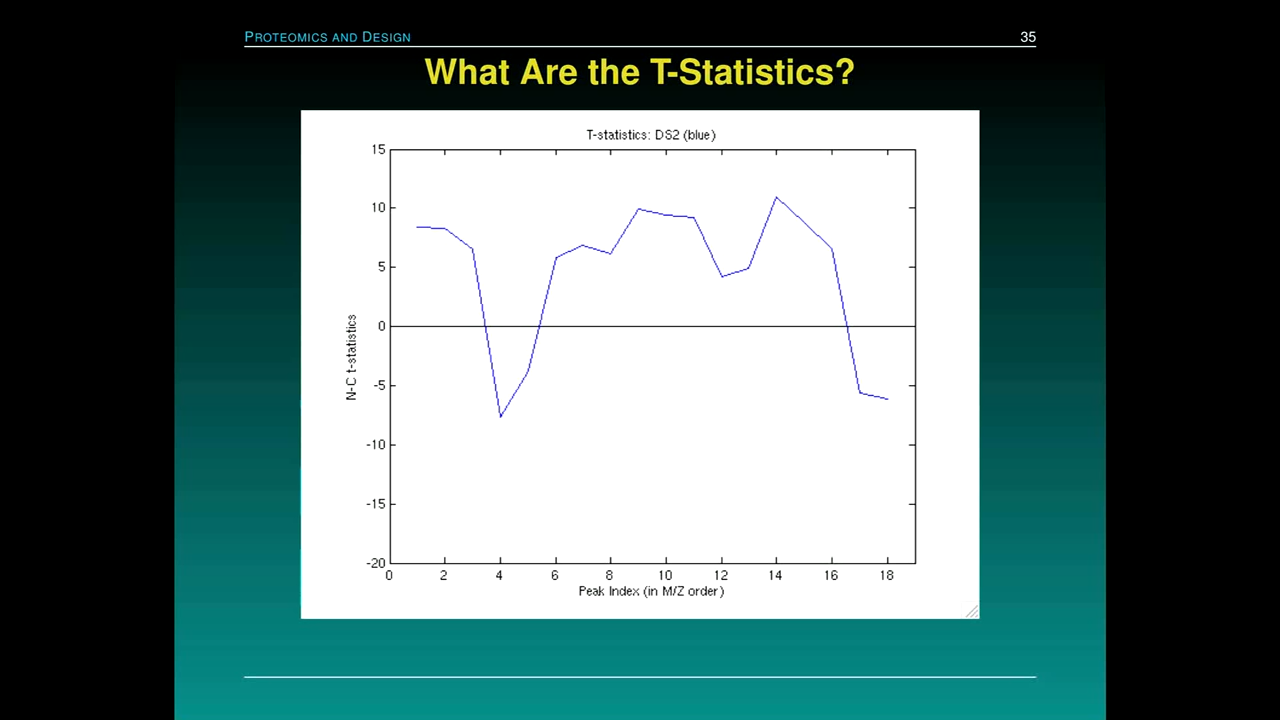 PROTEOMICS AND DESIGN 35
What Are the T-Statistics?
T-statistics: DS2 (blue)
15
10
5
0
-5
-10
-15
-20
N-C t-statistics
0 2 4 6 8 10 12 14 16 18
Peak Index (in M/Z order)